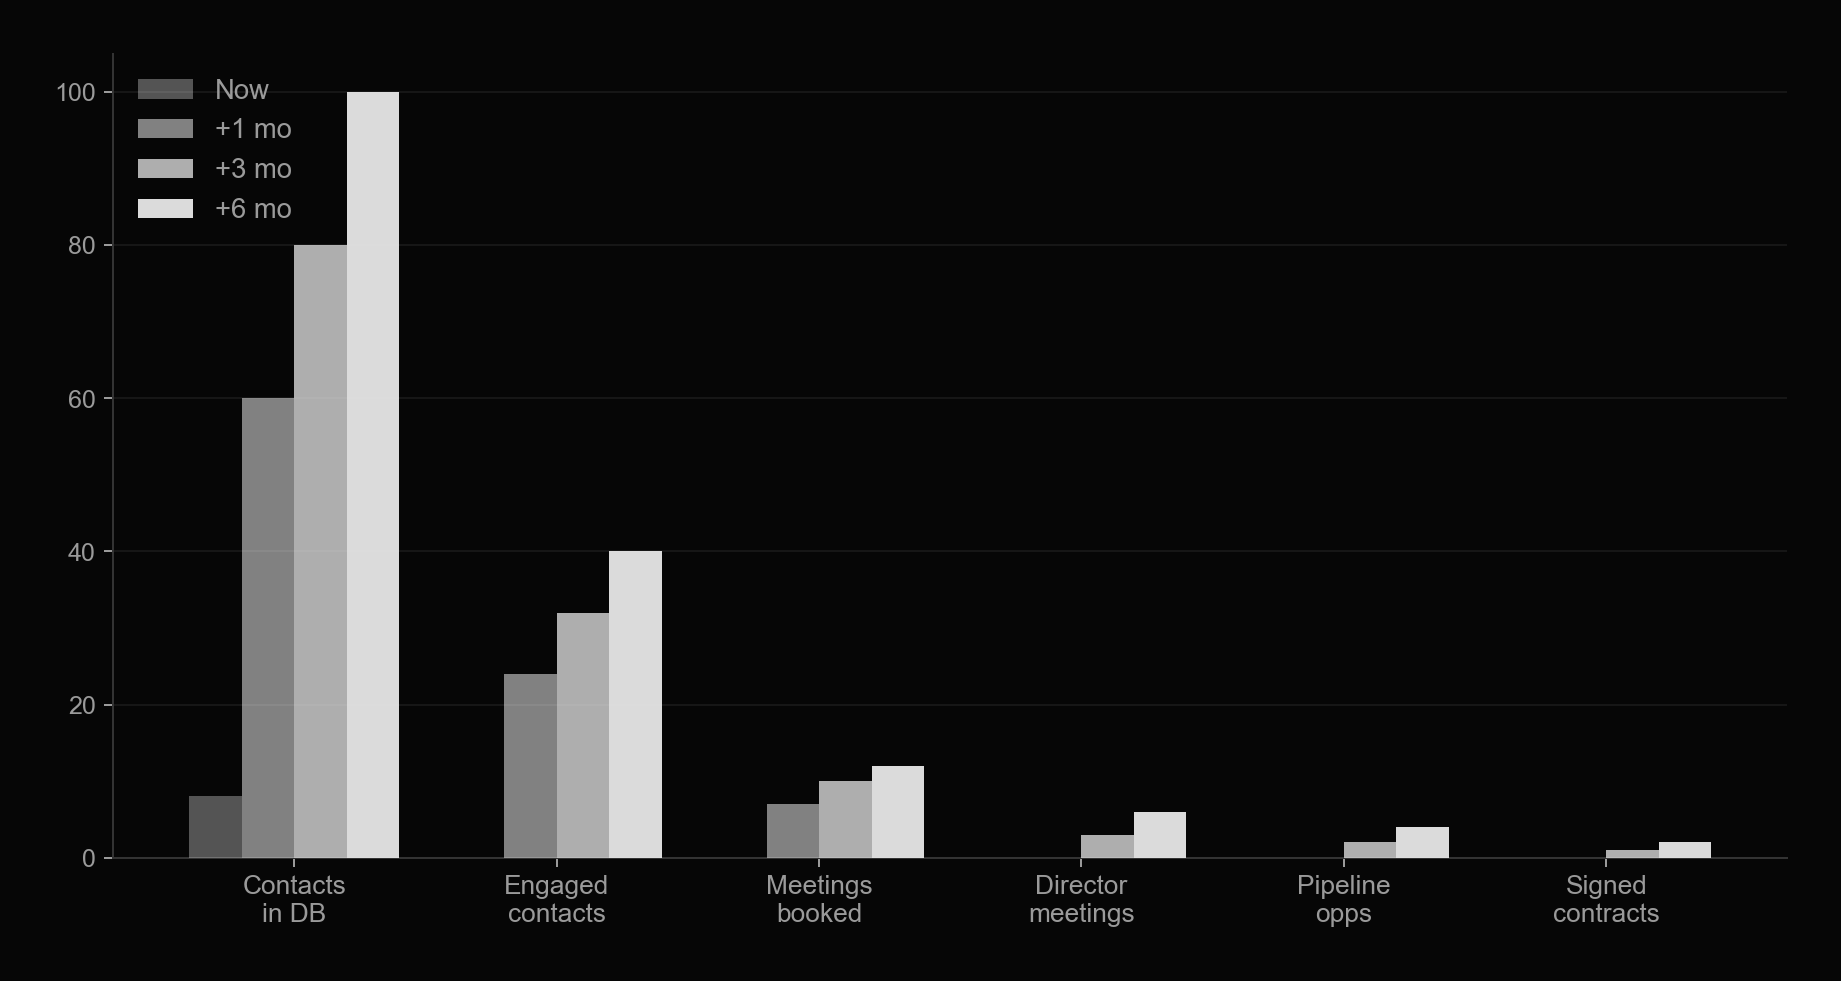 Now
+1 mo
+3 mo
+6 mo
100
80
60
40
20
0
Contacts
in DB
Engaged
contacts
Meetings
booked
Director
meetings
Pipeline
opps
Signed
contracts